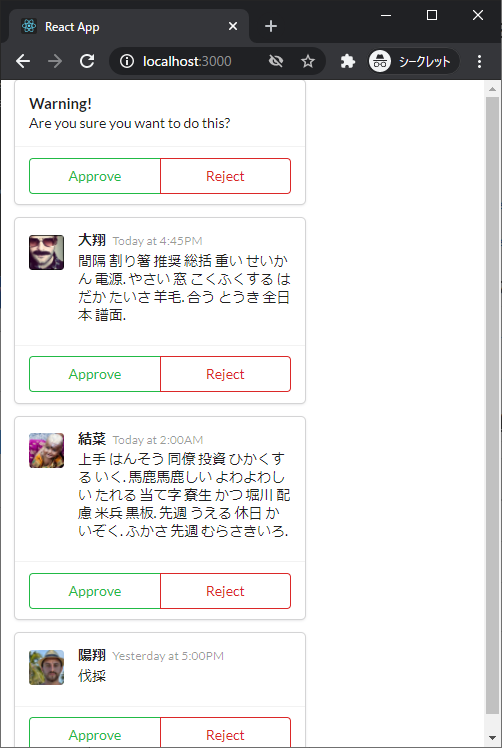 React App
localhost:3000
シークレット
Warning!
Are you sure you want to do this?
Approve Reject
大翔 Today at 4:45PM
間隔 割り箸 推奨 総括 重い せいか
ん 電源. やさい 窓 こくふくする は
だか たいさ 羊毛. 合う とうき 全日
本 譜面.
Approve Reject
結菜 Today at 2:00AM
上手 はんそう 同僚 投資 ひかくす
る いく. 馬鹿馬鹿しい よわよわし
い たれる 当て字 寮生 かつ 堀川 配
慮 米兵 黒板. 先週 うえる 休日 か
いぞく. ふかさ 先週 むらさきいろ.
Approve Reject
陽翔 Yesterday at 5:00PM
伐採
Approve Reject